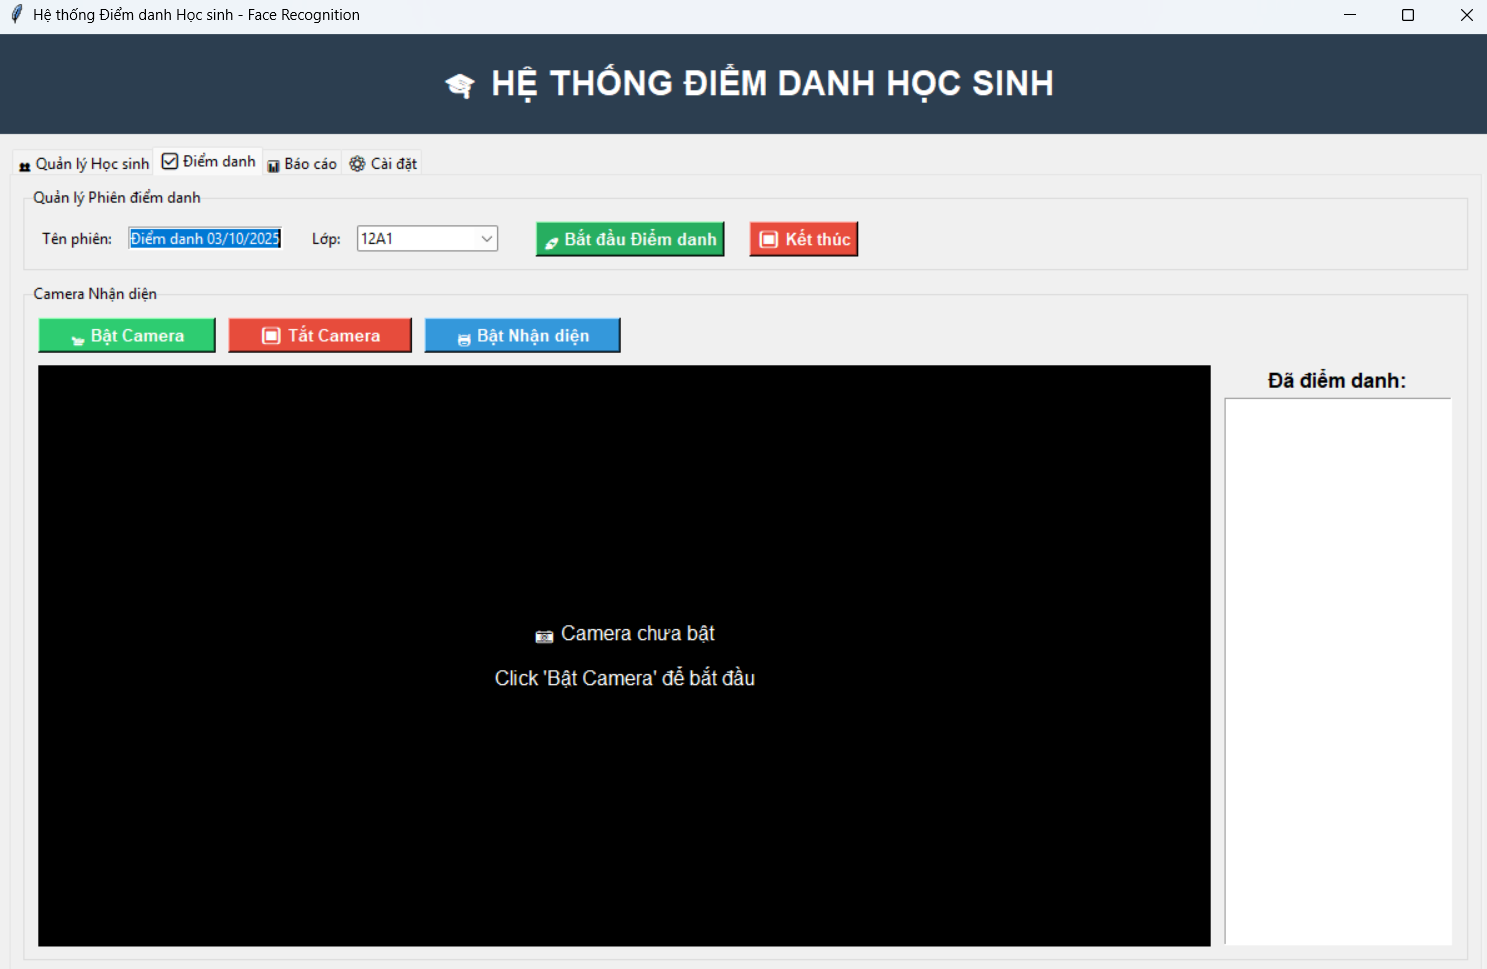 Hệ thống Điểm danh Học sinh - Face Recognition
HỆ THỐNG ĐIỂM DANH HỌC SINH
Quản lý Học sinh Điểm danh Báo cáo Cài đặt
Quản lý Phiên điểm danh
Tên phiên: Điểm danh 03/10/2025 Lớp: 12A1 Bắt đầu Điểm danh Kết thúc
Camera Nhận diện
Bật Camera Tắt Camera Bật Nhận diện
Đã điểm danh:
Camera chưa bật
Click 'Bật Camera' để bắt đầu